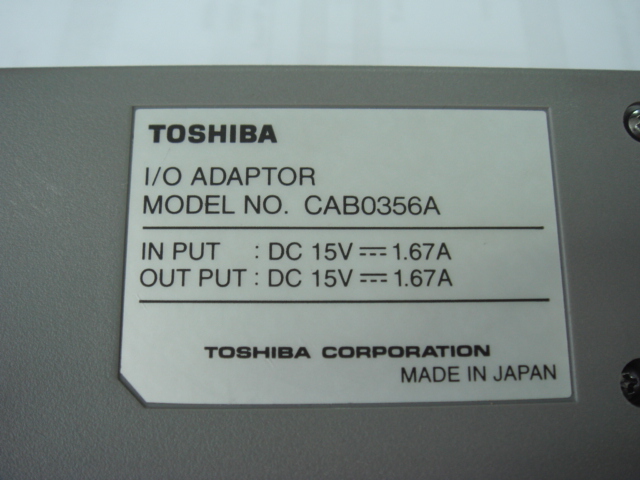 TOSHIBA
I/O ADAPTOR
MODEL NO. CAB0356A
IN PUT : DC 15V ⎓ 1.67A
OUT PUT : DC 15V ⎓ 1.67A
TOSHIBA CORPORATION
MADE IN JAPAN